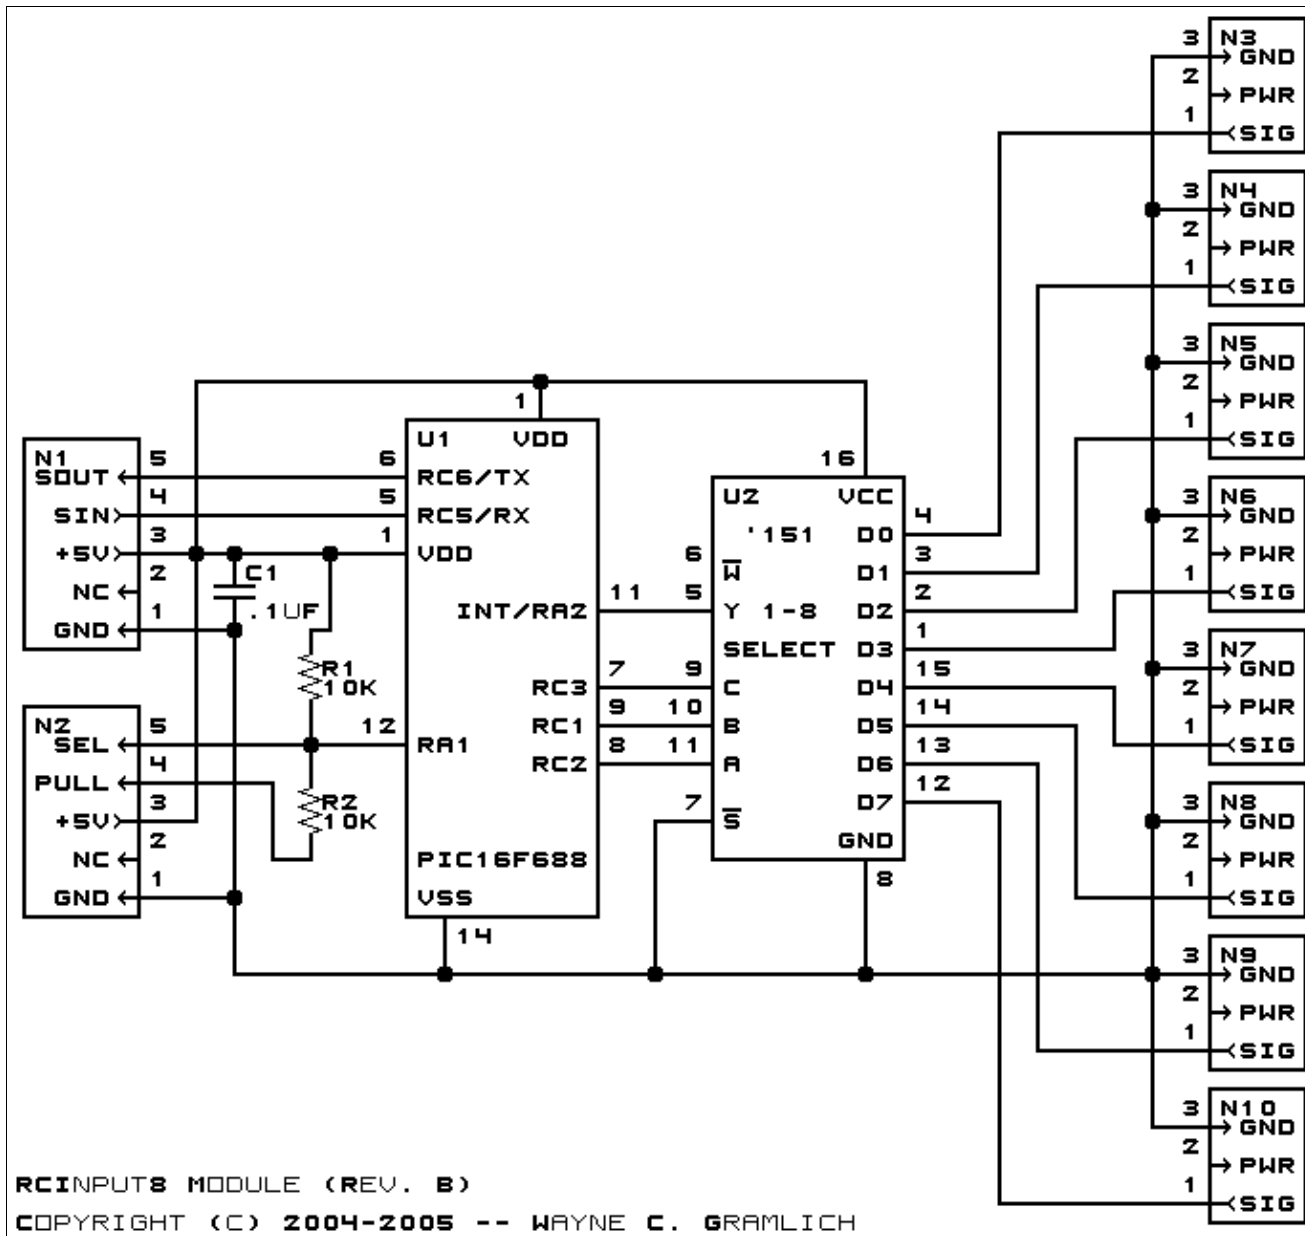 3 N3
GND
2
PWR
1
SIG
3 N4
GND
2
PWR
1
SIG
3 N5
GND
2
PWR
1
SIG
3 N6
GND
2
PWR
1
SIG
3 N7
GND
2
PWR
1
SIG
3 N8
GND
2
PWR
1
SIG
3 N9
GND
2
PWR
1
SIG
3 N10
GND
2
PWR
1
SIG
N1 5
SOUT
4
SIN
3
+5V
2
NC
1
GND
C1
.1UF
R1
10K
N2 5
SEL
4
PULL
3
+5V
2
NC
1
GND
R2
10K
1
U1 VDD
6
RC6/TX
5
RC5/RX
1
VDD
INT/RA2 11
RC3 7
RC1 9
12 RA1
RC2 8
PIC16F688
VSS
14
16
U2 VCC
'151 D0 4
6 W̅ D1 3
5 Y 1-8 D2 2
SELECT D3 1
9 C D4 15
10 B D5 14
11 A D6 13
7 S̅ D7 12
GND
8
RCINPUT8 MODULE (REV. B)
COPYRIGHT (C) 2004-2005 -- WAYNE C. GRAMLICH